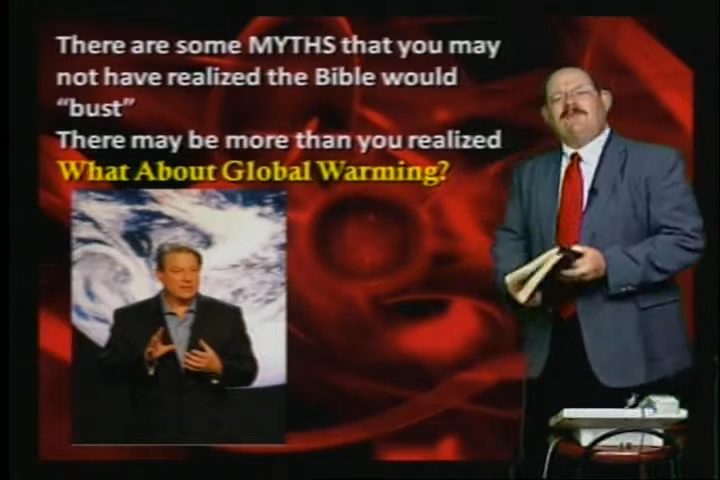 There are some MYTHS that you may
not have realized the Bible would
“bust”
There may be more than you realized
What About Global Warming?